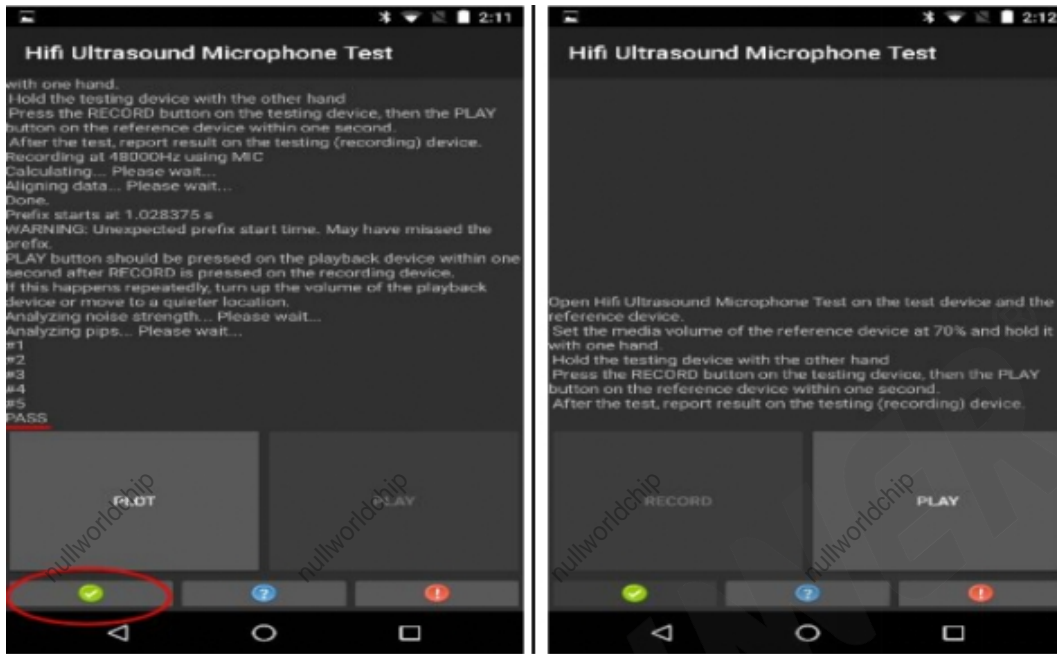 2:11
Hifi Ultrasound Microphone Test
with one hand.
Hold the testing device with the other hand
Press the RECORD button on the testing device, then the PLAY
button on the reference device within one second.
After the test, report result on the testing (recording) device.
Recording at 48000Hz using MIC
Calculating... Please wait...
Aligning data... Please wait...
Done.
Prefix starts at 1.028375 s
WARNING: Unexpected prefix start time. May have missed the
prefix.
PLAY button should be pressed on the playback device within one
second after RECORD is pressed on the recording device.
If this happens repeatedly, turn up the volume of the playback
device or move to a quieter location.
Analyzing noise strength... Please wait...
Analyzing pips... Please wait...
#1
#2
#3
#4
#5
PASS
PLOT
PLAY
nullworldchip
nullworldchip
2:12
Hifi Ultrasound Microphone Test
Open Hifi Ultrasound Microphone Test on the test device and the
reference device.
Set the media volume of the reference device at 70% and hold it
with one hand.
Hold the testing device with the other hand
Press the RECORD button on the testing device, then the PLAY
button on the reference device within one second.
After the test, report result on the testing (recording) device.
RECORD
PLAY
nullworldchip
nullworldchip